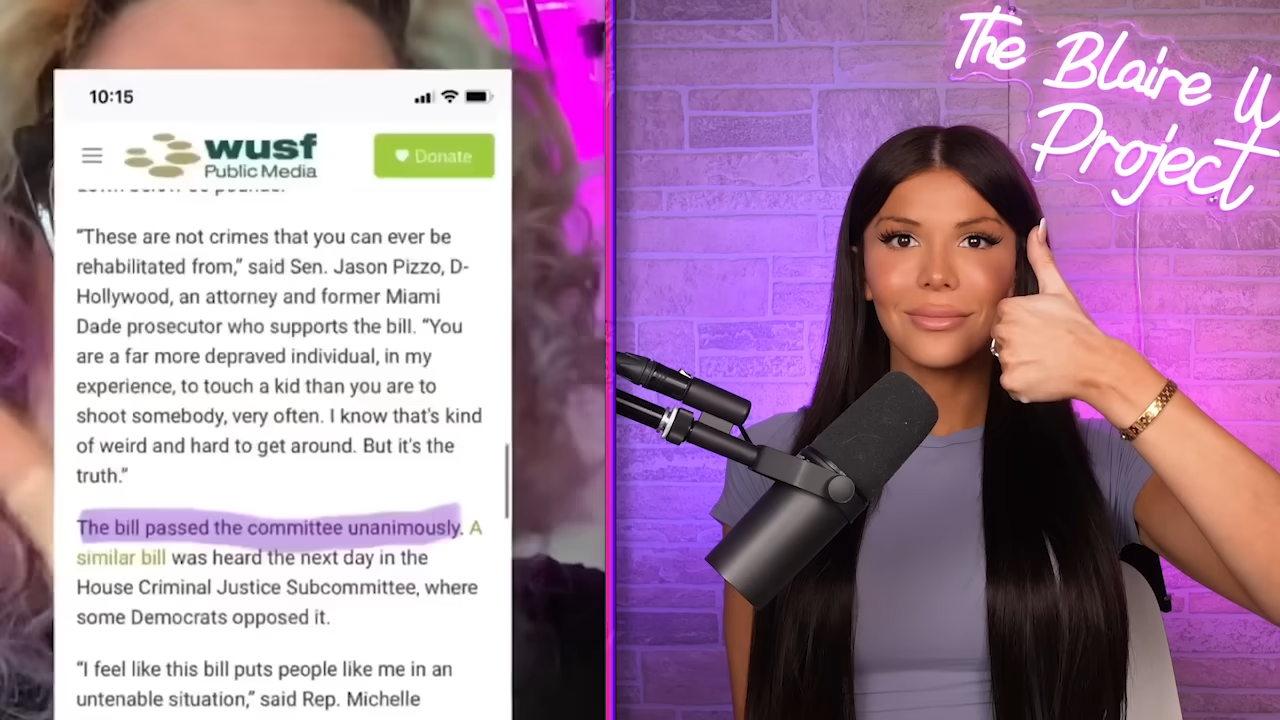 10:15
wusf
Public Media
Donate
"These are not crimes that you can ever be
rehabilitated from," said Sen. Jason Pizzo, D-
Hollywood, an attorney and former Miami
Dade prosecutor who supports the bill. "You
are a far more depraved individual, in my
experience, to touch a kid than you are to
shoot somebody, very often. I know that's kind
of weird and hard to get around. But it's the
truth."
The bill passed the committee unanimously. A
similar bill was heard the next day in the
House Criminal Justice Subcommittee, where
some Democrats opposed it.
"I feel like this bill puts people like me in an
untenable situation," said Rep. Michelle
The Blaire W
Project